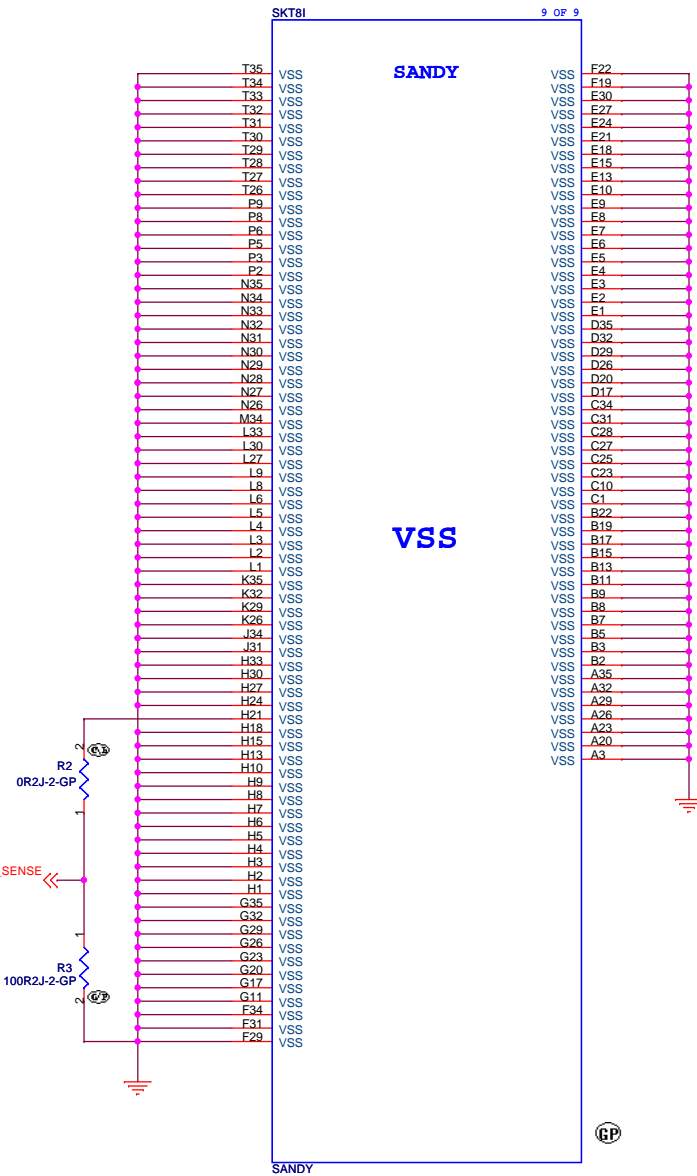 SKT8I 9 OF 9
SANDY
T35 VSS VSS F22
T34 VSS VSS F19
T33 VSS VSS E30
T32 VSS VSS E27
T31 VSS VSS E24
T30 VSS VSS E21
T29 VSS VSS E18
T28 VSS VSS E15
T27 VSS VSS E13
T26 VSS VSS E10
P9 VSS VSS E9
P8 VSS VSS E8
P6 VSS VSS E7
P5 VSS VSS E6
P3 VSS VSS E5
P2 VSS VSS E4
N35 VSS VSS E3
N34 VSS VSS E2
N33 VSS VSS E1
N32 VSS VSS D35
N31 VSS VSS D32
N30 VSS VSS D29
N29 VSS VSS D26
N28 VSS VSS D20
N27 VSS VSS D17
N26 VSS VSS C34
M34 VSS VSS C31
L33 VSS VSS C28
L30 VSS VSS C27
L27 VSS VSS C25
L9 VSS VSS C23
L8 VSS VSS C10
L6 VSS VSS C1
L5 VSS VSS B22
VSS
L4 VSS VSS B19
L3 VSS VSS B17
L2 VSS VSS B15
L1 VSS VSS B13
K35 VSS VSS B11
K32 VSS VSS B9
K29 VSS VSS B8
K26 VSS VSS B7
J34 VSS VSS B5
J31 VSS VSS B3
H33 VSS VSS B2
H30 VSS VSS A35
H27 VSS VSS A32
H24 VSS VSS A29
H21 VSS VSS A26
H18 VSS VSS A23
H15 VSS VSS A20
H13 VSS VSS A3
H10 VSS
H9 VSS
H8 VSS
H7 VSS
H6 VSS
H5 VSS
H4 VSS
H3 VSS
H2 VSS
H1 VSS
G35 VSS
G32 VSS
G29 VSS
G26 VSS
G23 VSS
G20 VSS
G17 VSS
G11 VSS
F34 VSS
F31 VSS
F29 VSS
2
R2
0R2J-2-GP
1
_SENSE
1
R3
100R2J-2-GP
2
GP
SANDY